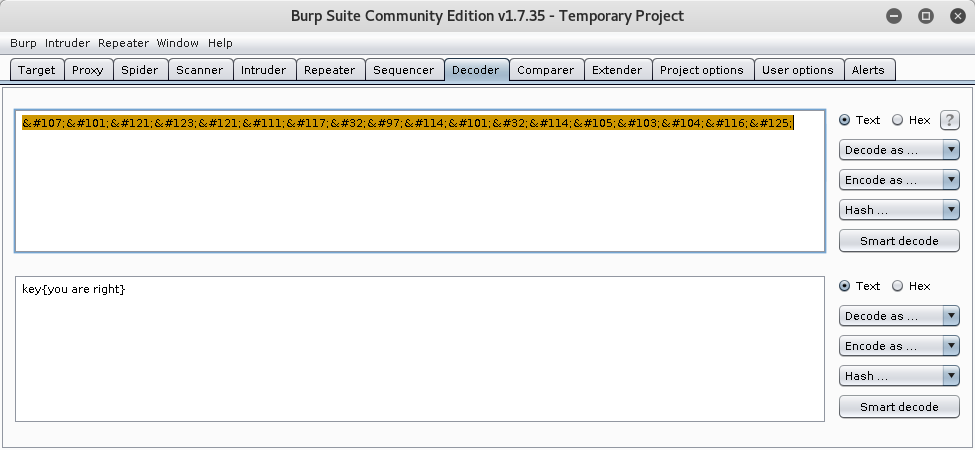 Burp Suite Community Edition v1.7.35 - Temporary Project
Burp Intruder Repeater Window Help
Target Proxy Spider Scanner Intruder Repeater Sequencer Decoder Comparer Extender Project options User options Alerts
&#107;&#101;&#121;&#123;&#121;&#111;&#117;&#32;&#97;&#114;&#101;&#32;&#114;&#105;&#103;&#104;&#116;&#125;
Text Hex ?
Decode as ...
Encode as ...
Hash ...
Smart decode
key{you are right}
Text Hex
Decode as ...
Encode as ...
Hash ...
Smart decode